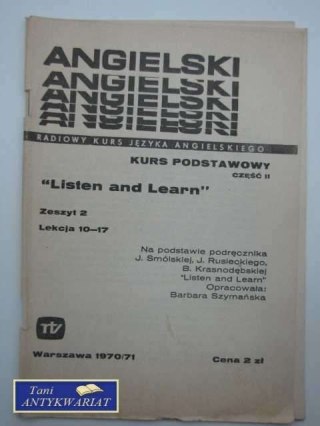 ANGIELSKI
ANGIELSKI
ANGIELSKI
ANGIELSKI
ANGIELSKI
RADIOWY KURS JĘZYKA ANGIELSKIEGO
KURS PODSTAWOWY
CZĘŚĆ II
"Listen and Learn"
Zeszyt 2
Lekcja 10—17
Na podstawie podręcznika
J. Smólskiej, J. Rusieckiego,
B. Krasnodębskiej
"Listen and Learn"
Opracowała:
Barbara Szymańska
Warszawa 1970/71
Cena 2 zł
Tani
ANTYKWARIAT